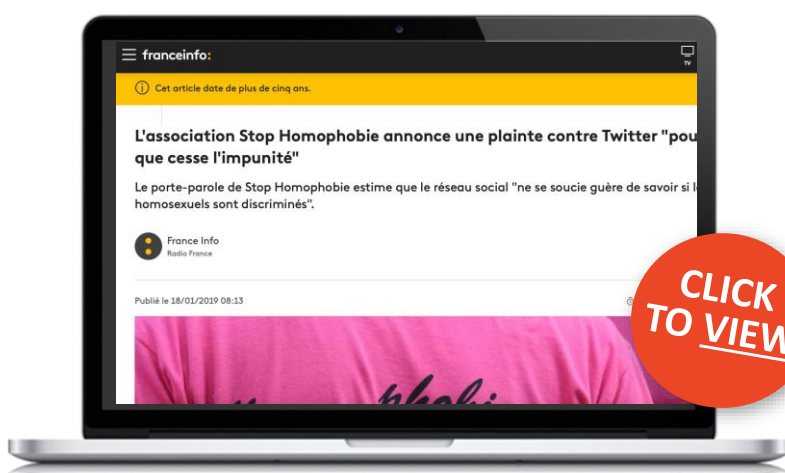 franceinfo:
TV
Cet article date de plus de cinq ans.
L'association Stop Homophobie annonce une plainte contre Twitter "pou
que cesse l'impunité"
Le porte-parole de Stop Homophobie estime que le réseau social "ne se soucie guère de savoir si l
homosexuels sont discriminés".
France Info
Radio France
Publié le 18/01/2019 08:13
CLICK
TO VIEW